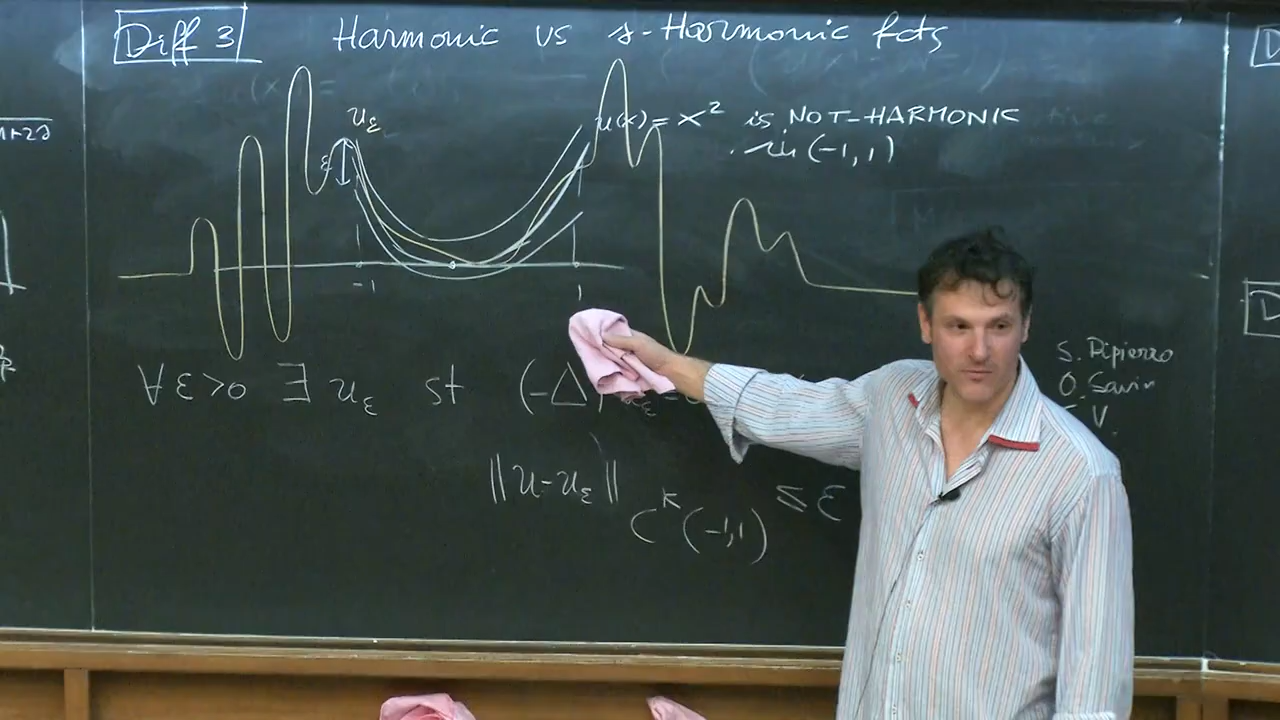 Diff 3 Harmonic vs s-Harmonic fcts
u_ε
u(x) = x² is NOT-HARMONIC
in (-1,1)
ε
-1 1
∀ ε>0 ∃ u_ε st (-Δ) u_ε
‖u-u_ε‖ C^k(-1,1) ≤ ε
S. Dipierro
O. Savin
V.